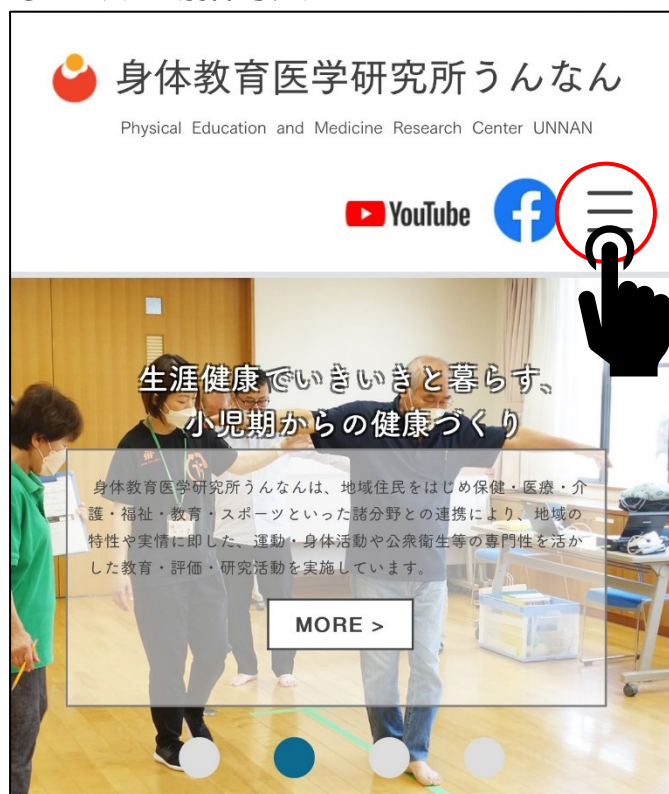 身体教育医学研究所うんなん
Physical Education and Medicine Research Center UNNAN
YouTube
生涯健康でいきいきと暮らす、
小児期からの健康づくり
身体教育医学研究所うんなんは、地域住民をはじめ保健・医療・介
護・福祉・教育・スポーツといった諸分野との連携により、地域の
特性や実情に即した、運動・身体活動や公衆衛生等の専門性を活か
した教育・評価・研究活動を実施しています。
MORE >